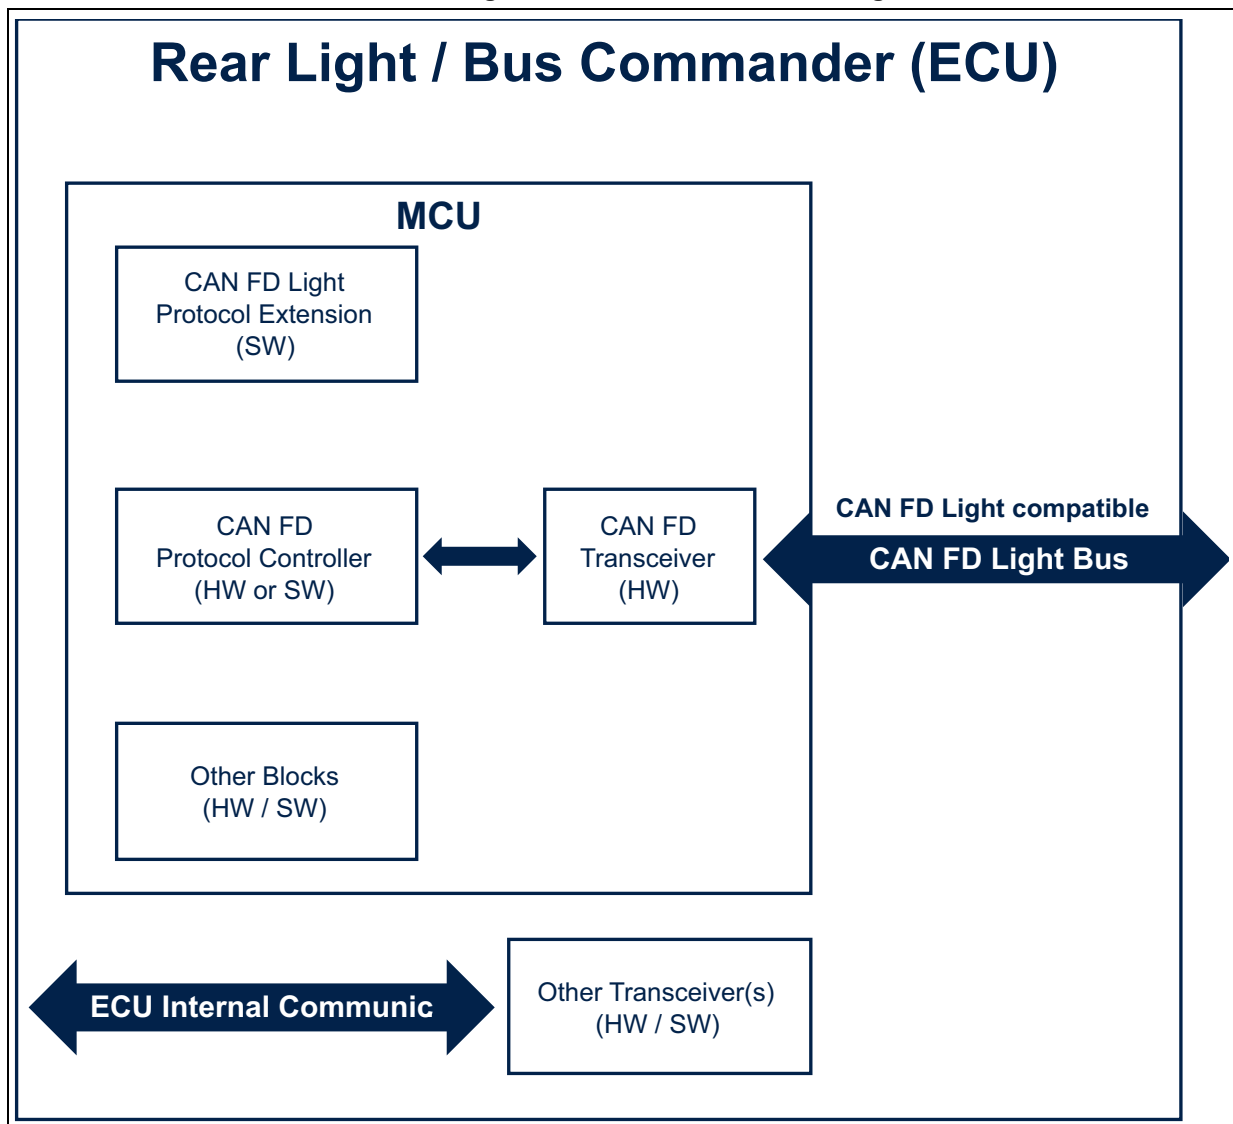 Rear Light / Bus Commander (ECU)
MCU
CAN FD Light
Protocol Extension
(SW)
CAN FD
Protocol Controller
(HW or SW)
CAN FD
Transceiver
(HW)
CAN FD Light compatible
CAN FD Light Bus
Other Blocks
(HW / SW)
ECU Internal Communic
Other Transceiver(s)
(HW / SW)